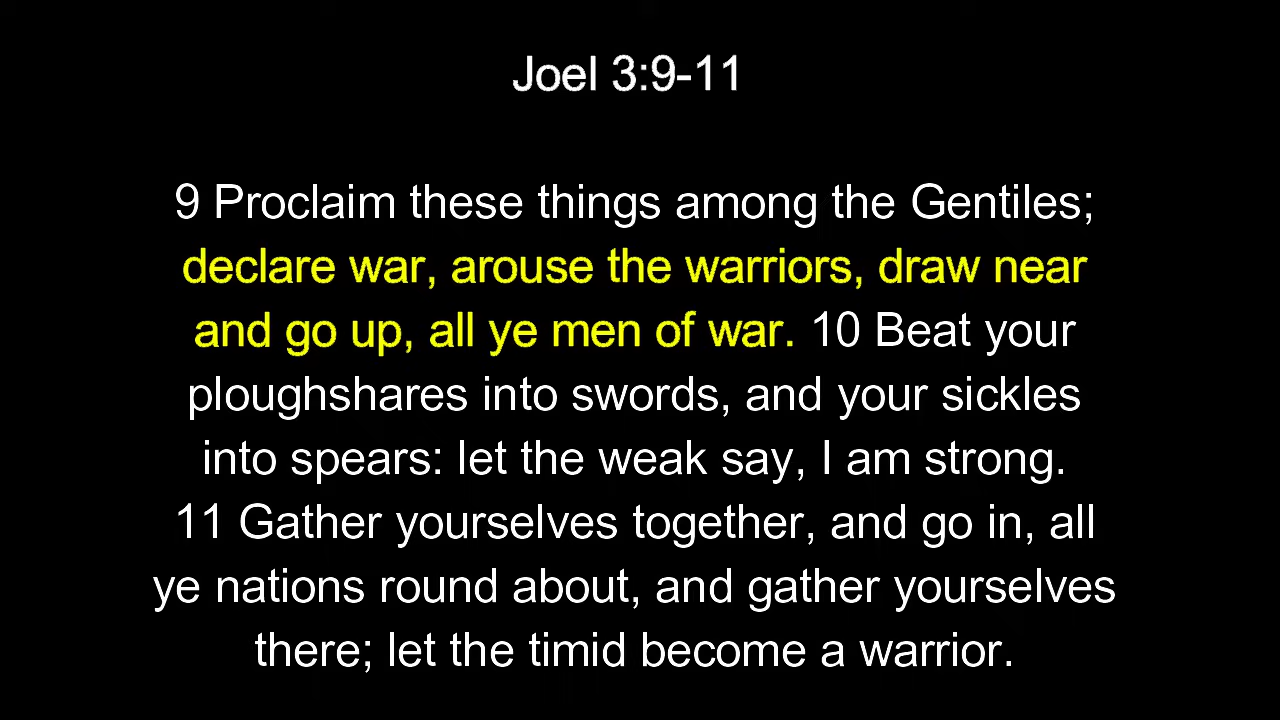 Joel 3:9-11
9 Proclaim these things among the Gentiles;
declare war, arouse the warriors, draw near
and go up, all ye men of war. 10 Beat your
ploughshares into swords, and your sickles
into spears: let the weak say, I am strong.
11 Gather yourselves together, and go in, all
ye nations round about, and gather yourselves
there; let the timid become a warrior.